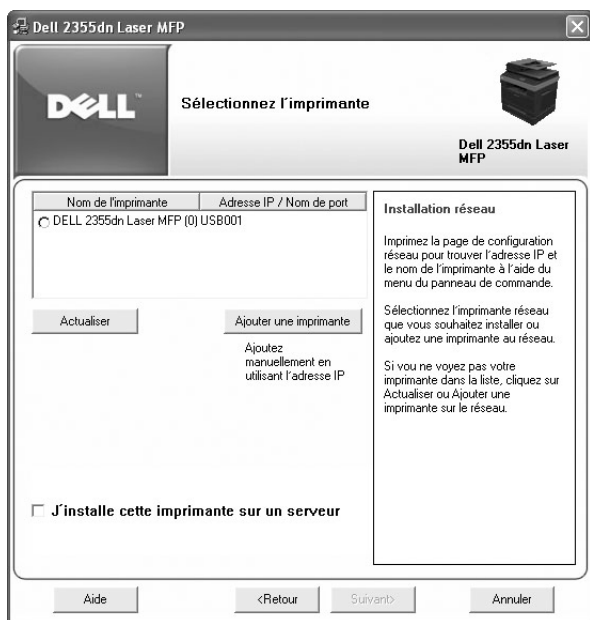 Dell 2355dn Laser MFP
DELL™
Sélectionnez l'imprimante
Dell 2355dn Laser
MFP
Nom de l'imprimante
Adresse IP / Nom de port
DELL 2355dn Laser MFP (0) USB001
Actualiser
Ajouter une imprimante
Ajoutez
manuellement en
utilisant l'adresse IP
J'installe cette imprimante sur un serveur
Installation réseau
Imprimez la page de configuration
réseau pour trouver l'adresse IP et
le nom de l'imprimante à l'aide du
menu du panneau de commande.
Sélectionnez l'imprimante réseau
que vous souhaitez installer ou
ajoutez une imprimante au réseau.
Si vou ne voyez pas votre
imprimante dans la liste, cliquez sur
Actualiser ou Ajouter une
imprimante sur le réseau.
Aide
<Retour
Suivant>
Annuler